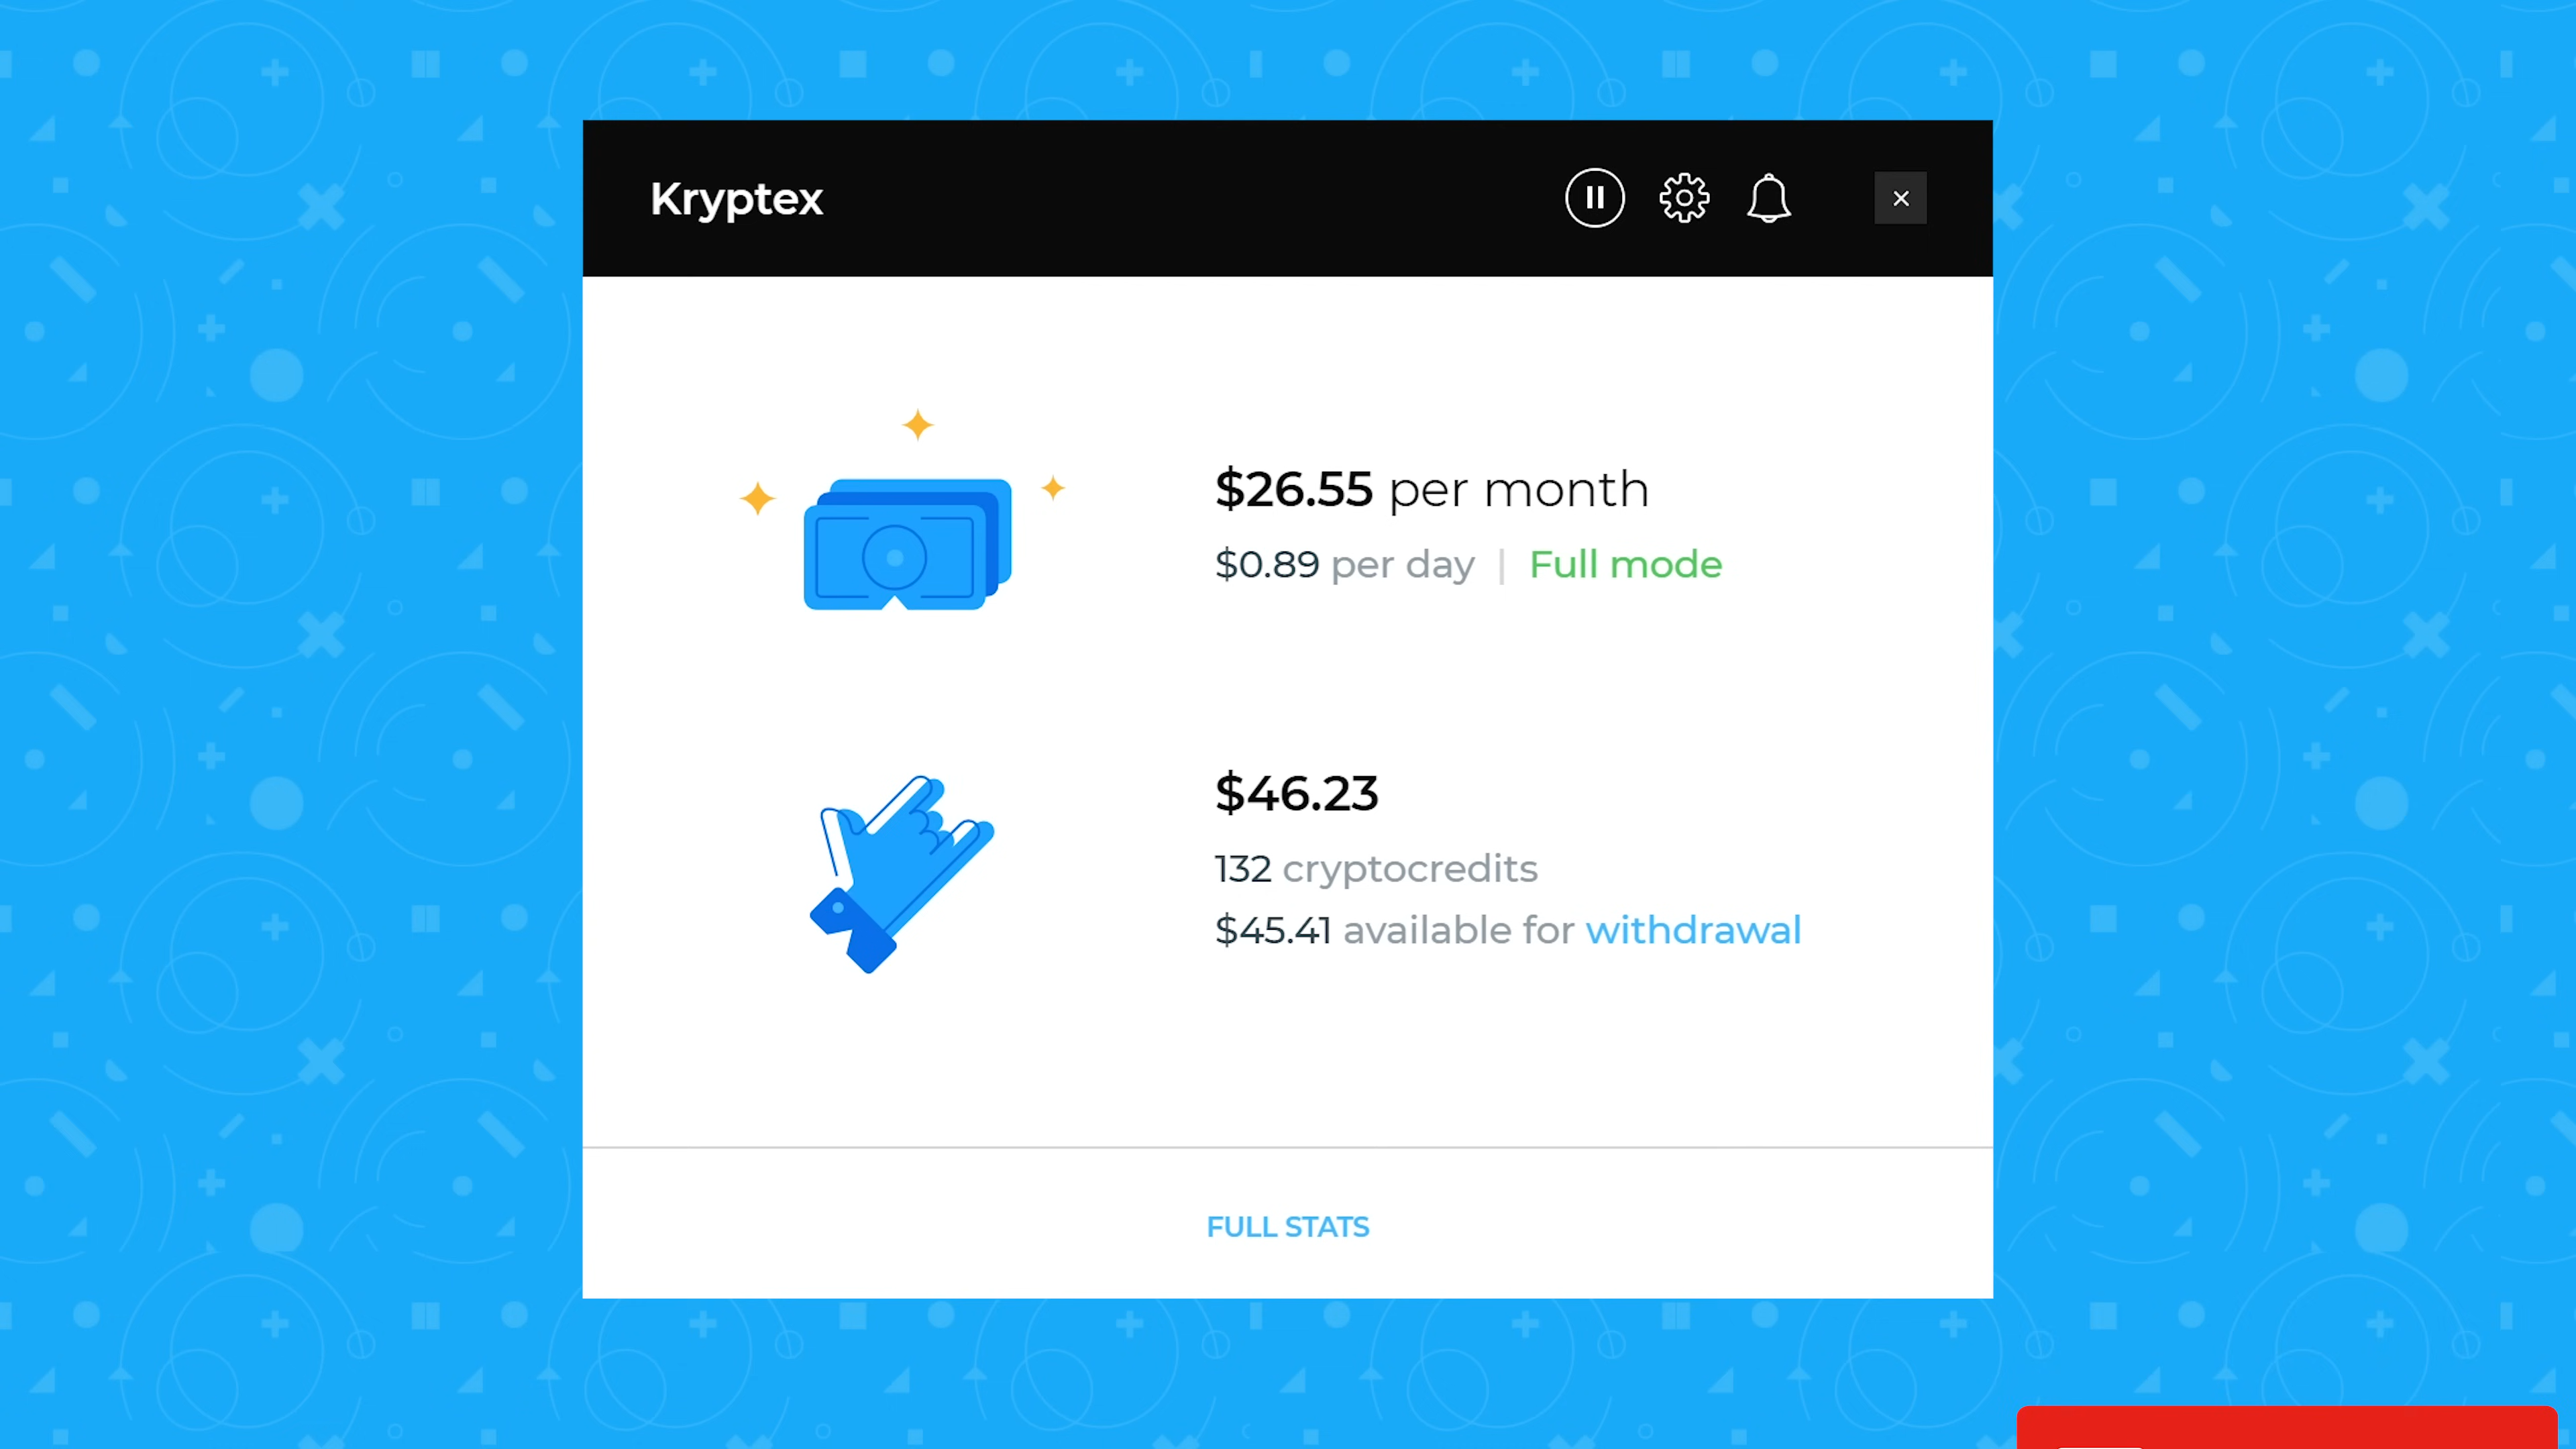 Kryptex
$26.55 per month
$0.89 per day | Full mode
$46.23
132 cryptocredits
$45.41 available for withdrawal
FULL STATS